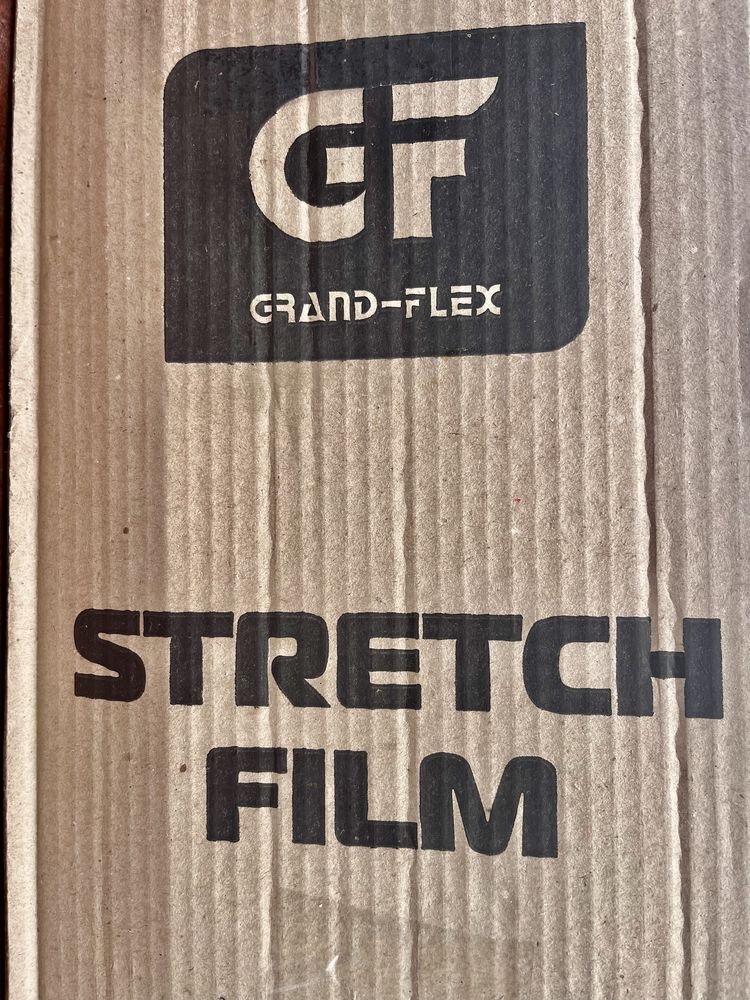 GF
GRAND-FLEX
STRETCH
FILM